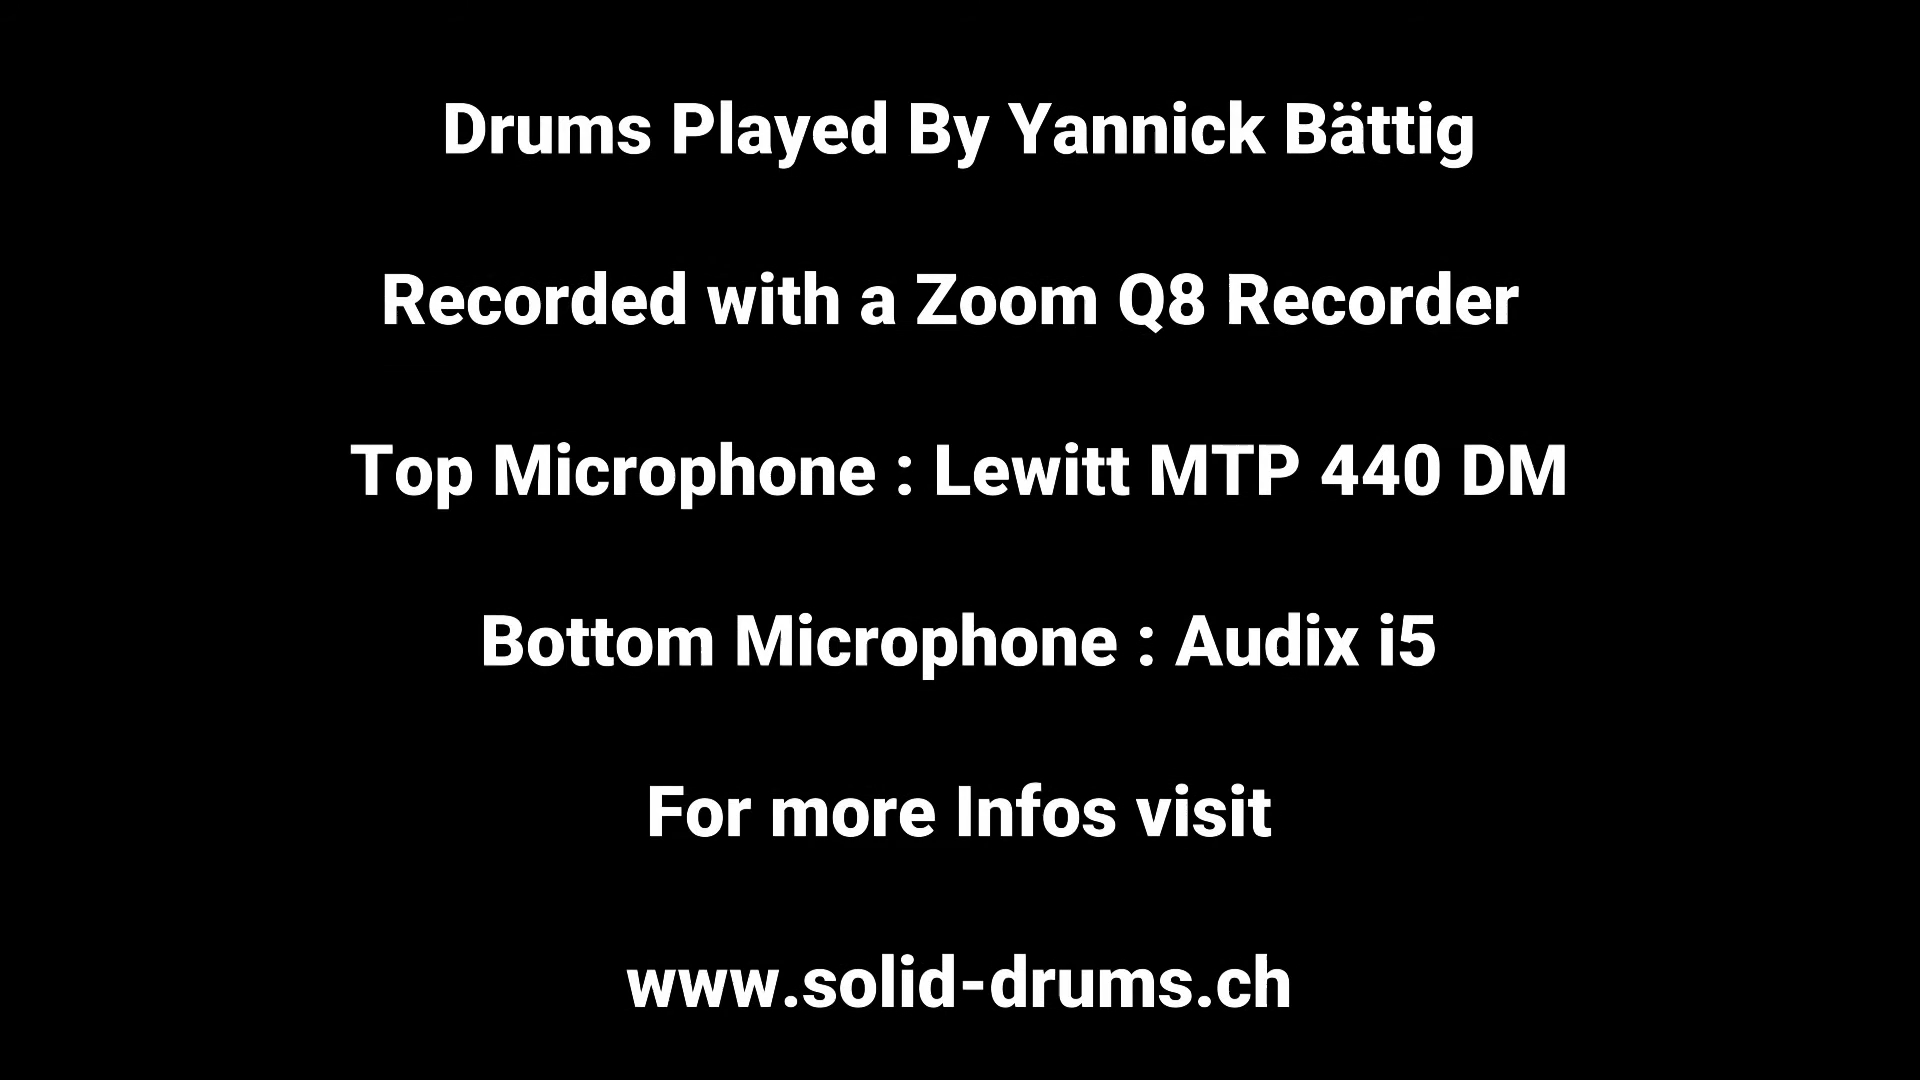 Drums Played By Yannick Bättig
Recorded with a Zoom Q8 Recorder
Top Microphone : Lewitt MTP 440 DM
Bottom Microphone : Audix i5
For more Infos visit
www.solid-drums.ch